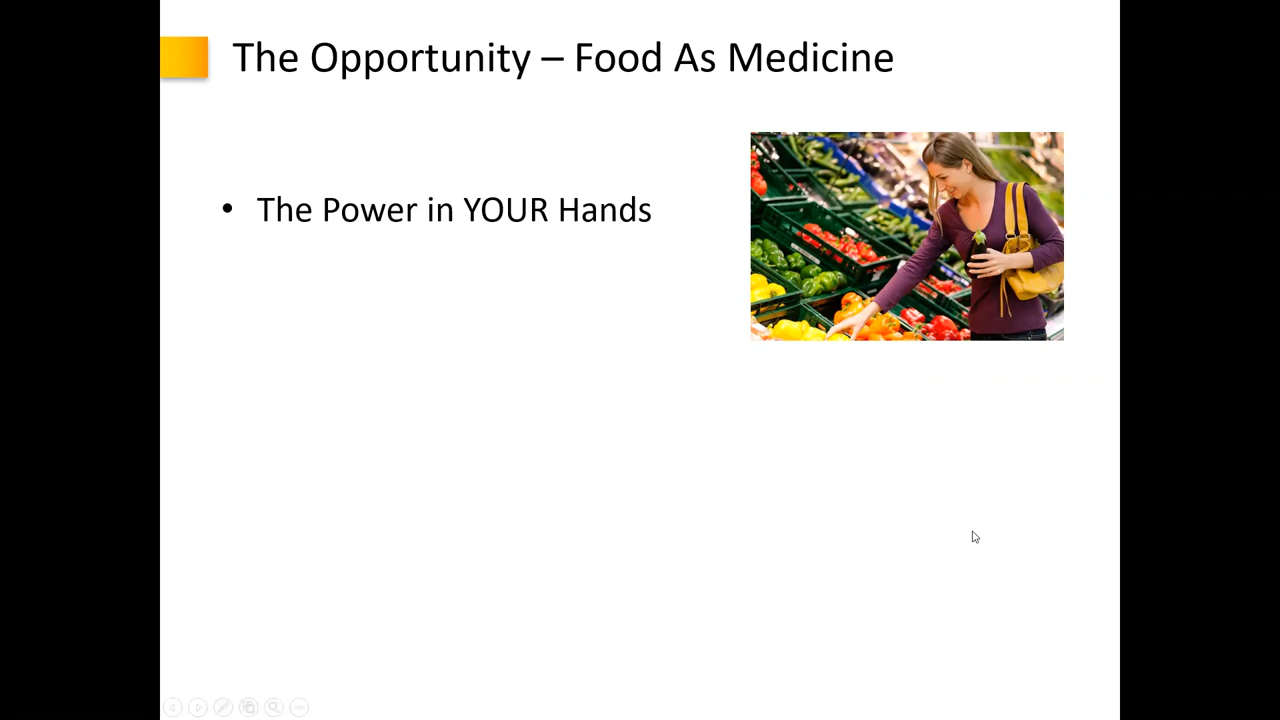 The Opportunity – Food As Medicine
• The Power in YOUR Hands